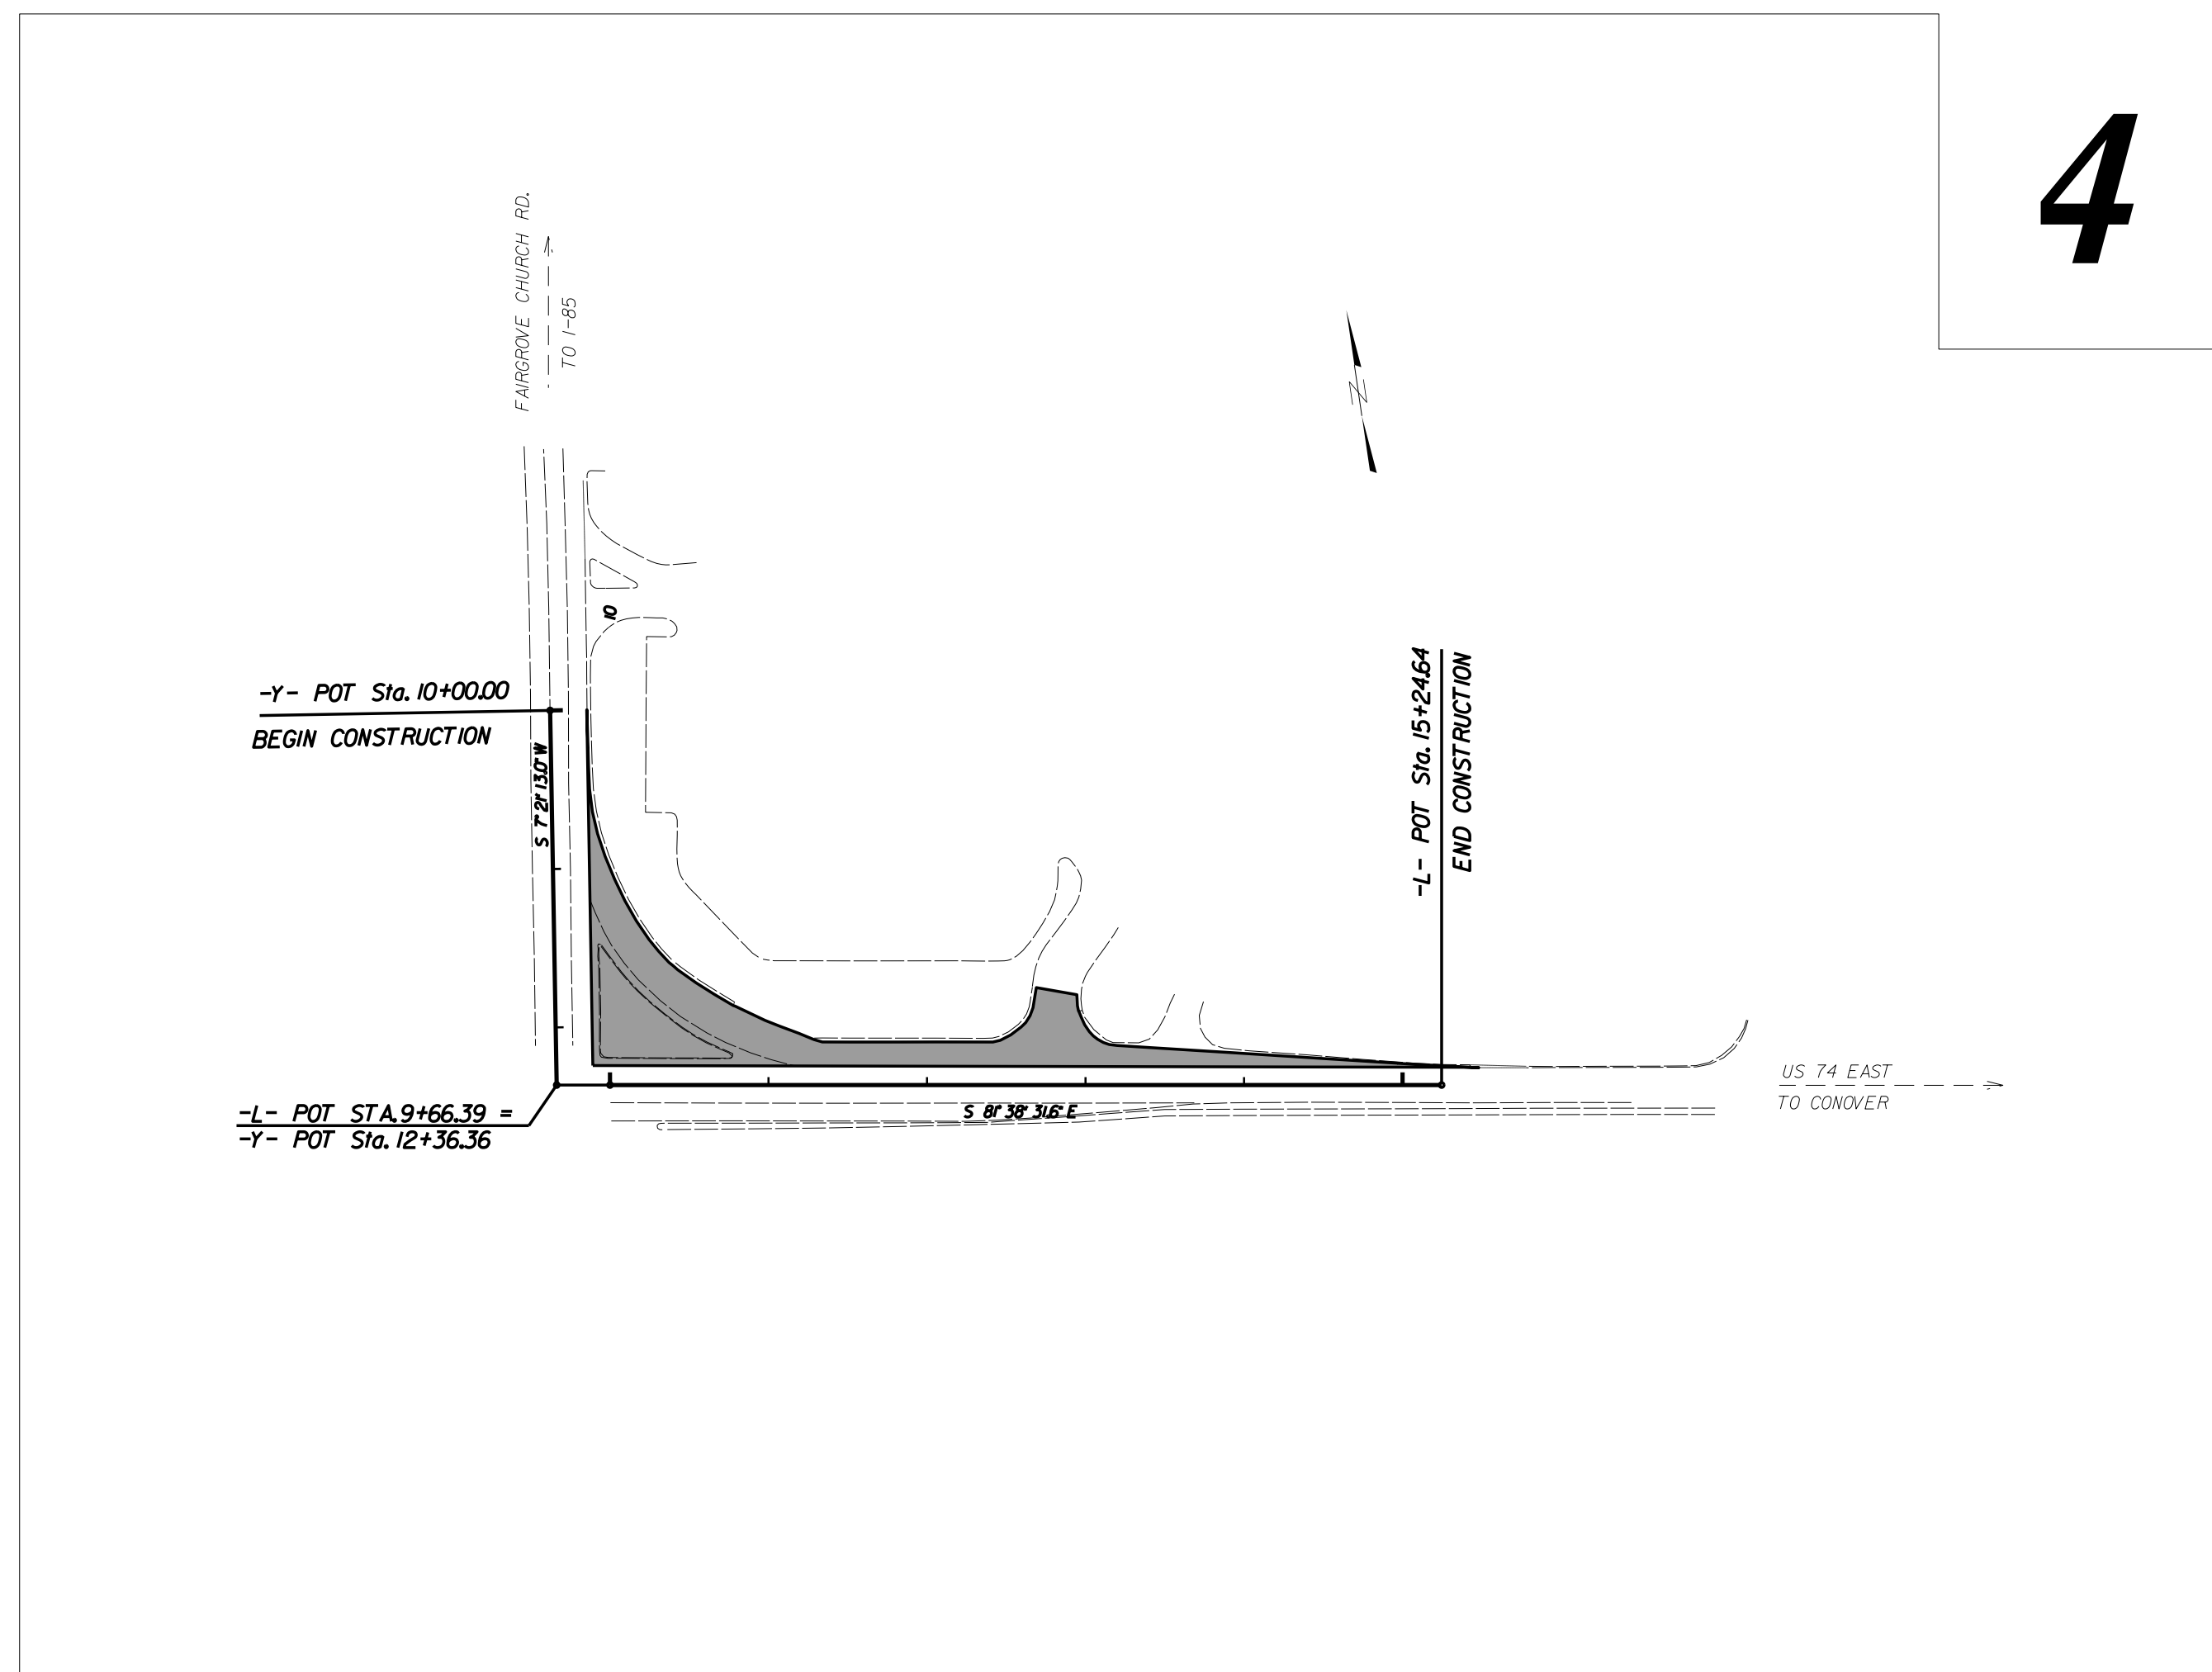 4
FAIRGROVE CHURCH RD.
TO I-85
N
10
-Y- POT Sta. 10+00.00
BEGIN CONSTRUCTION
S 7° 21' 13.0" W
-L- POT Sta. 15+24.64
END CONSTRUCTION
US 74 EAST
TO CONOVER
S 81° 38' 31.6" E
-L- POT STA. 9+66.39 =
-Y- POT Sta. 12+36.36